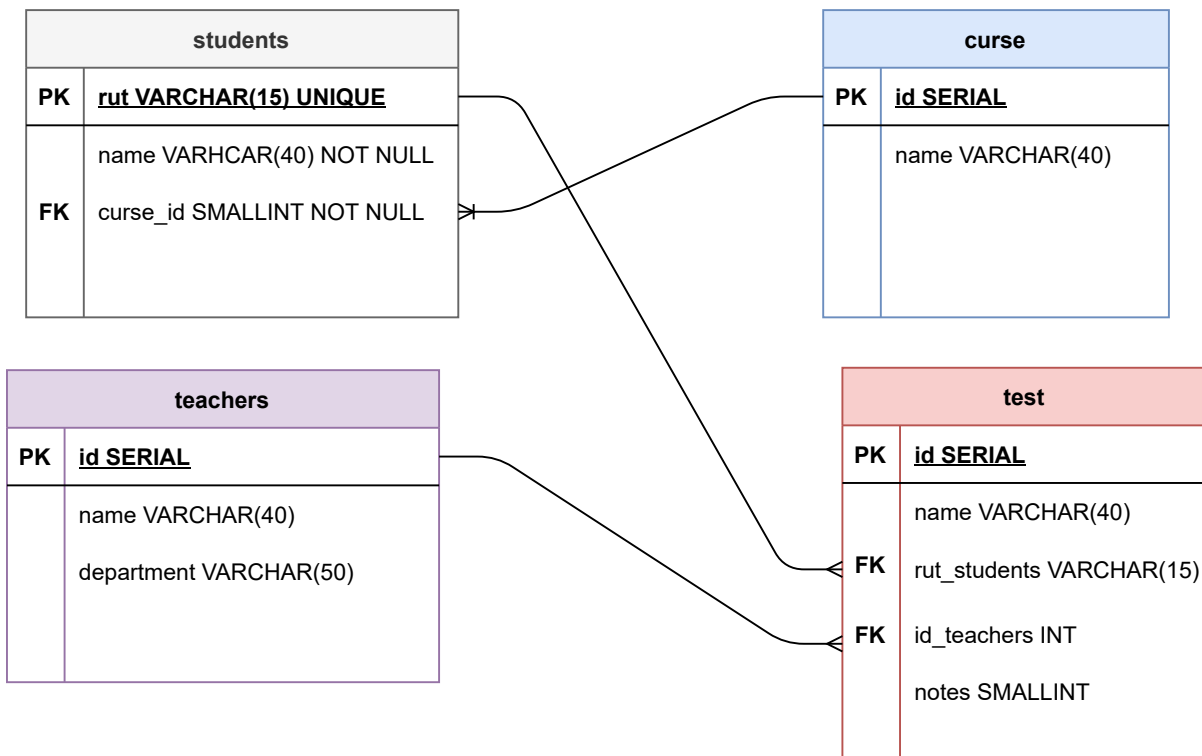 students
PK rut VARCHAR(15) UNIQUE
name VARHCAR(40) NOT NULL
FK curse_id SMALLINT NOT NULL
curse
PK id SERIAL
name VARCHAR(40)
teachers
PK id SERIAL
name VARCHAR(40)
department VARCHAR(50)
test
PK id SERIAL
name VARCHAR(40)
FK rut_students VARCHAR(15)
FK id_teachers INT
notes SMALLINT